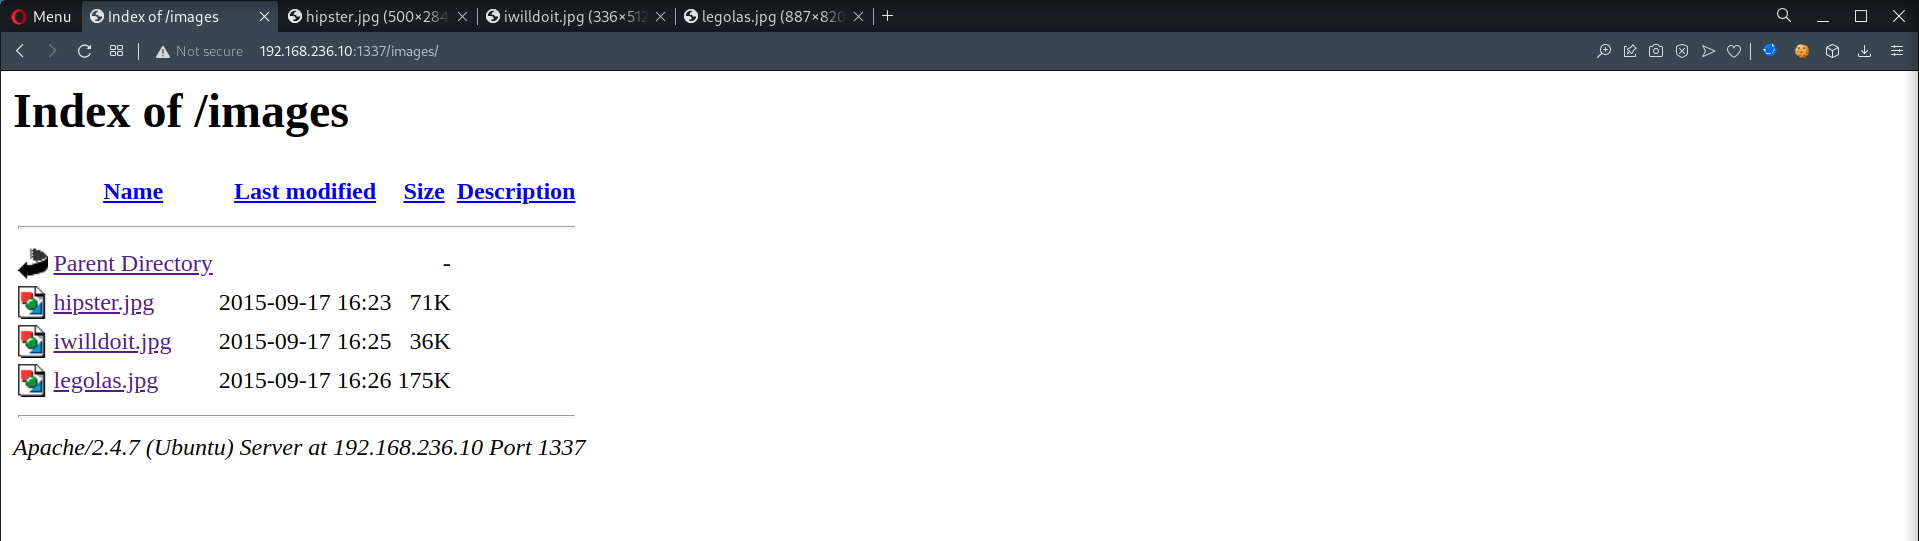 Menu Index of /images hipster.jpg (500×284 iwilldoit.jpg (336×512 legolas.jpg (887×820
Not secure 192.168.236.10:1337/images/
Index of /images
Name Last modified Size Description
Parent Directory -
hipster.jpg 2015-09-17 16:23 71K
iwilldoit.jpg 2015-09-17 16:25 36K
legolas.jpg 2015-09-17 16:26 175K
Apache/2.4.7 (Ubuntu) Server at 192.168.236.10 Port 1337